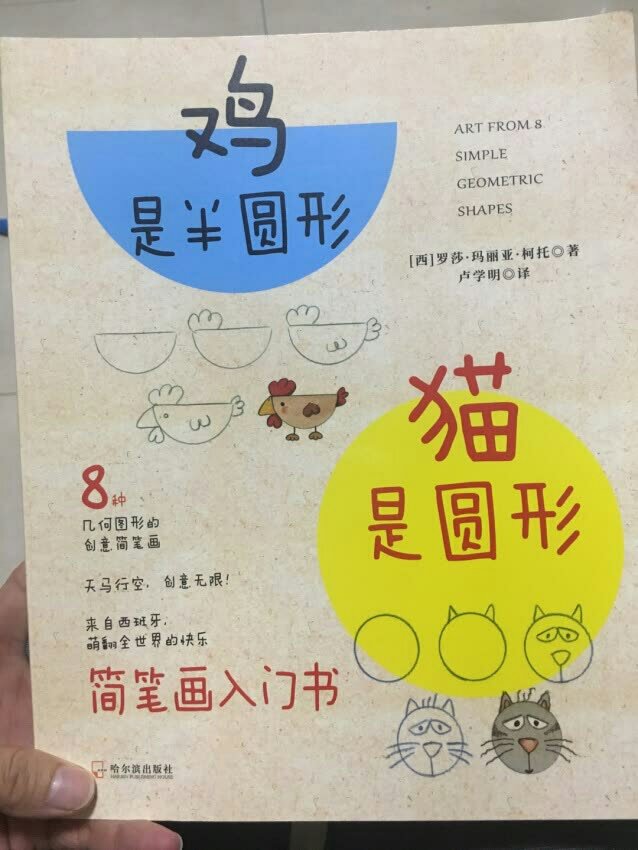 鸡
是半圆形
ART FROM 8
SIMPLE
GEOMETRIC
SHAPES
[西]罗莎·玛丽亚·柯托◎著
卢学明◎译
猫
是圆形
8种
几何图形的
创意简笔画
天马行空，创意无限！
来自西班牙，
萌翻全世界的快乐
简笔画入门书
哈尔滨出版社
HARBIN PUBLISHING HOUSE